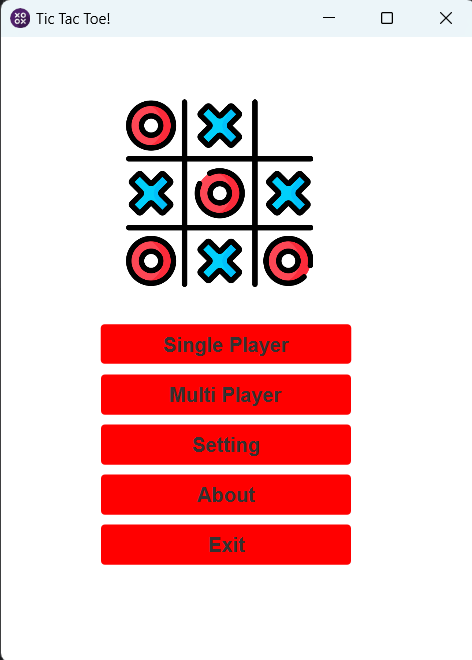 Tic Tac Toe!
Single Player
Multi Player
Setting
About
Exit